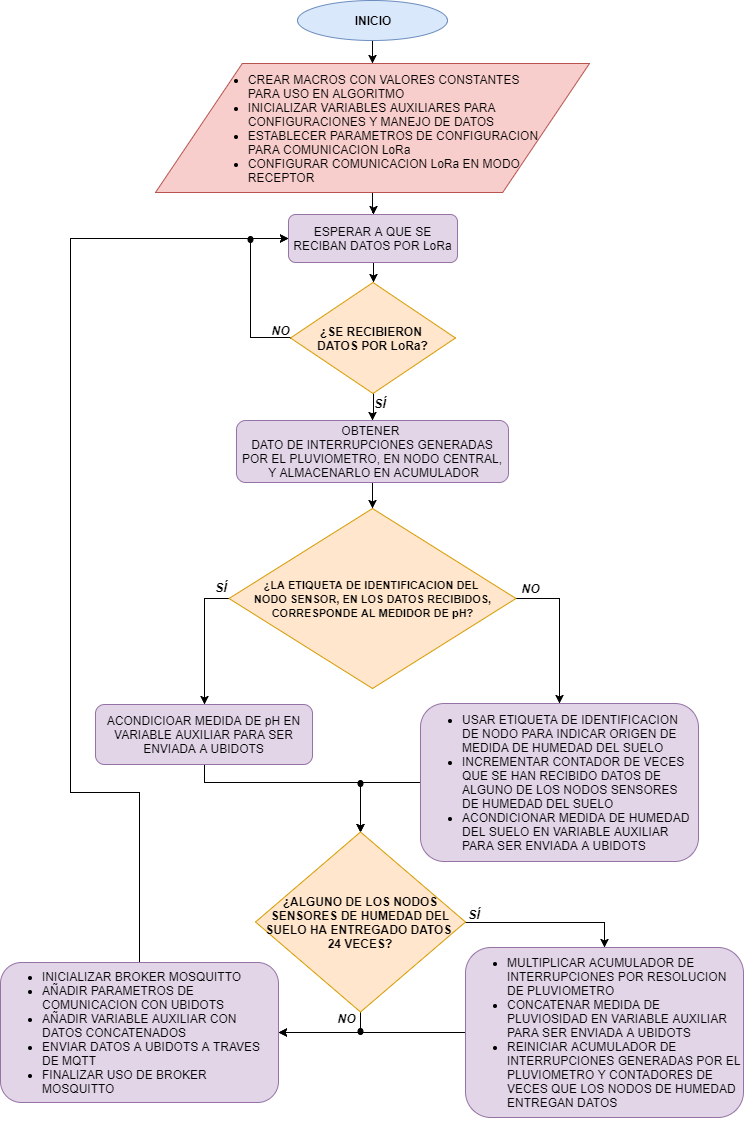 INICIO
• CREAR MACROS CON VALORES CONSTANTES
PARA USO EN ALGORITMO
• INICIALIZAR VARIABLES AUXILIARES PARA
CONFIGURACIONES Y MANEJO DE DATOS
• ESTABLECER PARAMETROS DE CONFIGURACION
PARA COMUNICACION LoRa
• CONFIGURAR COMUNICACION LoRa EN MODO
RECEPTOR
ESPERAR A QUE SE
RECIBAN DATOS POR LoRa
NO
¿SE RECIBIERON
DATOS POR LoRa?
SÍ
OBTENER
DATO DE INTERRUPCIONES GENERADAS
POR EL PLUVIOMETRO, EN NODO CENTRAL,
Y ALMACENARLO EN ACUMULADOR
SÍ
¿LA ETIQUETA DE IDENTIFICACION DEL
NODO SENSOR, EN LOS DATOS RECIBIDOS,
CORRESPONDE AL MEDIDOR DE pH?
NO
ACONDICIOAR MEDIDA DE pH EN
VARIABLE AUXILIAR PARA SER
ENVIADA A UBIDOTS
• USAR ETIQUETA DE IDENTIFICACION
DE NODO PARA INDICAR ORIGEN DE
MEDIDA DE HUMEDAD DEL SUELO
• INCREMENTAR CONTADOR DE VECES
QUE SE HAN RECIBIDO DATOS DE
ALGUNO DE LOS NODOS SENSORES
DE HUMEDAD DEL SUELO
• ACONDICIONAR MEDIDA DE HUMEDAD
DEL SUELO EN VARIABLE AUXILIAR
PARA SER ENVIADA A UBIDOTS
¿ALGUNO DE LOS NODOS
SENSORES DE HUMEDAD DEL
SUELO HA ENTREGADO DATOS
24 VECES?
SÍ
NO
• MULTIPLICAR ACUMULADOR DE
INTERRUPCIONES POR RESOLUCION
DE PLUVIOMETRO
• CONCATENAR MEDIDA DE
PLUVIOSIDAD EN VARIABLE AUXILIAR
PARA SER ENVIADA A UBIDOTS
• REINICIAR ACUMULADOR DE
INTERRUPCIONES GENERADAS POR EL
PLUVIOMETRO Y CONTADORES DE
VECES QUE LOS NODOS DE HUMEDAD
ENTREGAN DATOS
• INICIALIZAR BROKER MOSQUITTO
• AÑADIR PARAMETROS DE
COMUNICACION CON UBIDOTS
• AÑADIR VARIABLE AUXILIAR CON
DATOS CONCATENADOS
• ENVIAR DATOS A UBIDOTS A TRAVES
DE MQTT
• FINALIZAR USO DE BROKER
MOSQUITTO